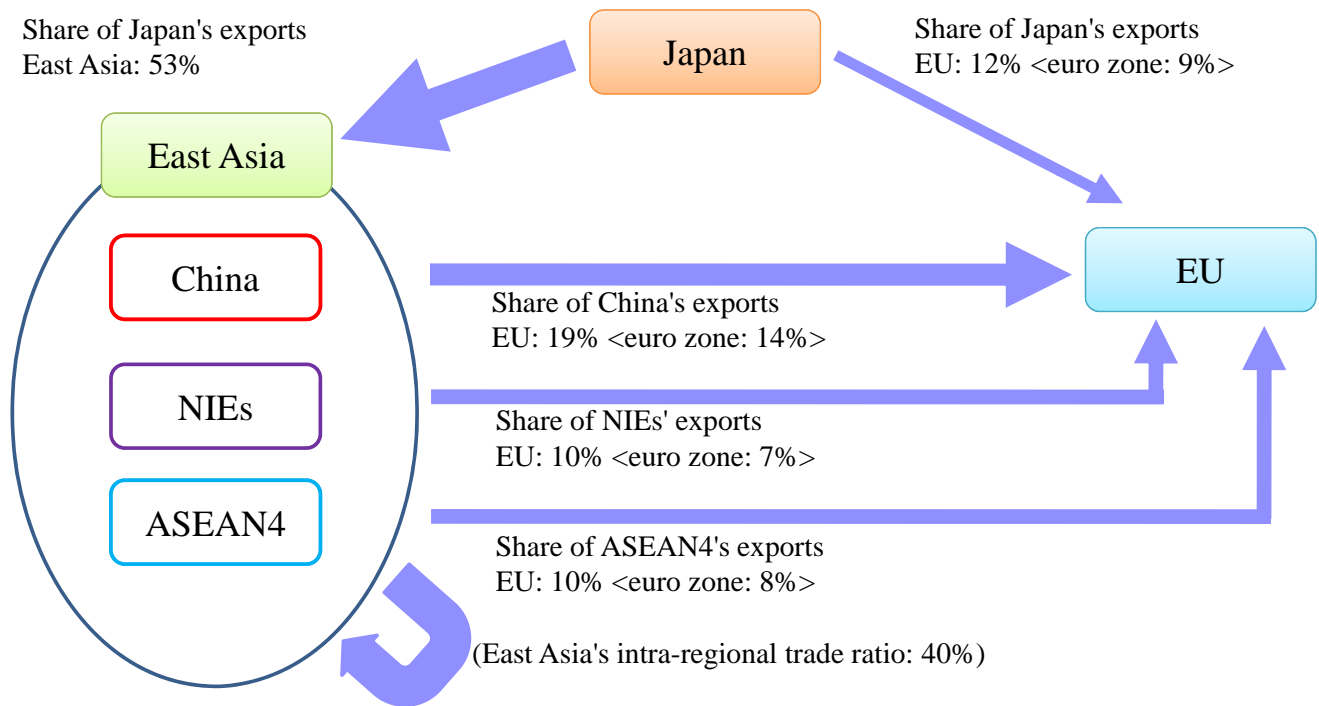 Share of Japan's exports
East Asia: 53%
Japan
Share of Japan's exports
EU: 12% <euro zone: 9%>
East Asia
China
EU
Share of China's exports
EU: 19% <euro zone: 14%>
NIEs
Share of NIEs' exports
EU: 10% <euro zone: 7%>
ASEAN4
Share of ASEAN4's exports
EU: 10% <euro zone: 8%>
(East Asia's intra-regional trade ratio: 40%)